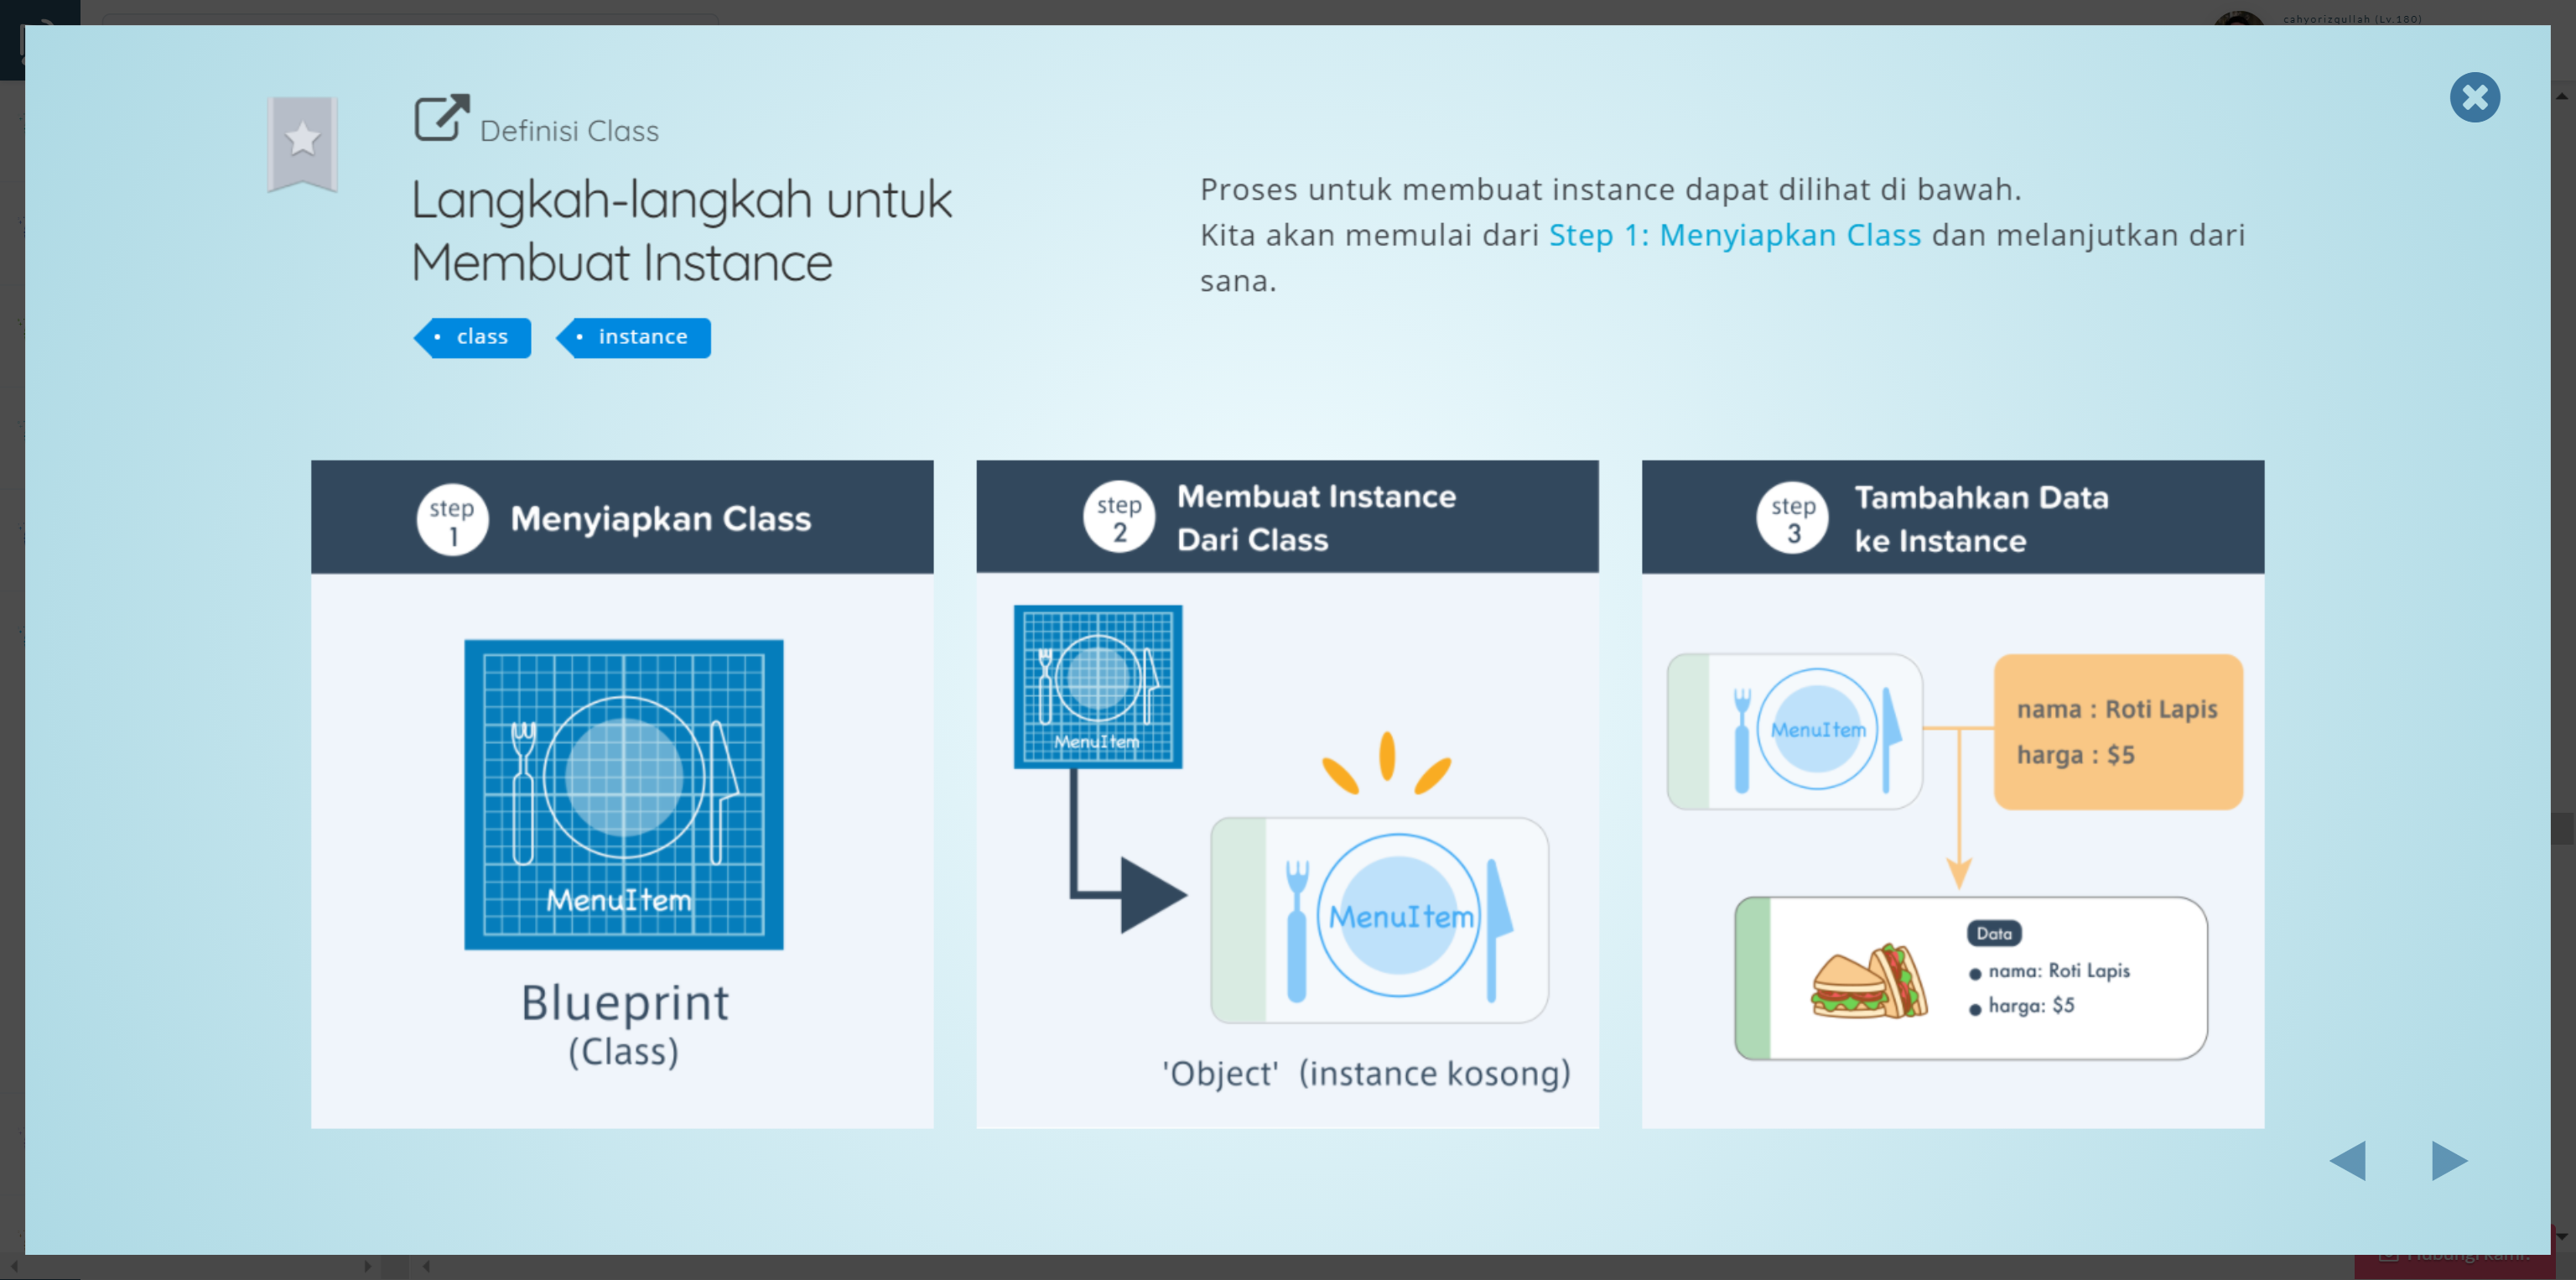 cahyorizqullah (Lv.180)
Definisi Class
Langkah-langkah untuk
Membuat Instance
class
instance
Proses untuk membuat instance dapat dilihat di bawah.
Kita akan memulai dari Step 1: Menyiapkan Class dan melanjutkan dari
sana.
step
1
Menyiapkan Class
MenuItem
Blueprint
(Class)
step
2
Membuat Instance
Dari Class
MenuItem
MenuItem
'Object' (instance kosong)
step
3
Tambahkan Data
ke Instance
MenuItem
nama : Roti Lapis
harga : $5
Data
nama: Roti Lapis
harga: $5
Hubungi kami!